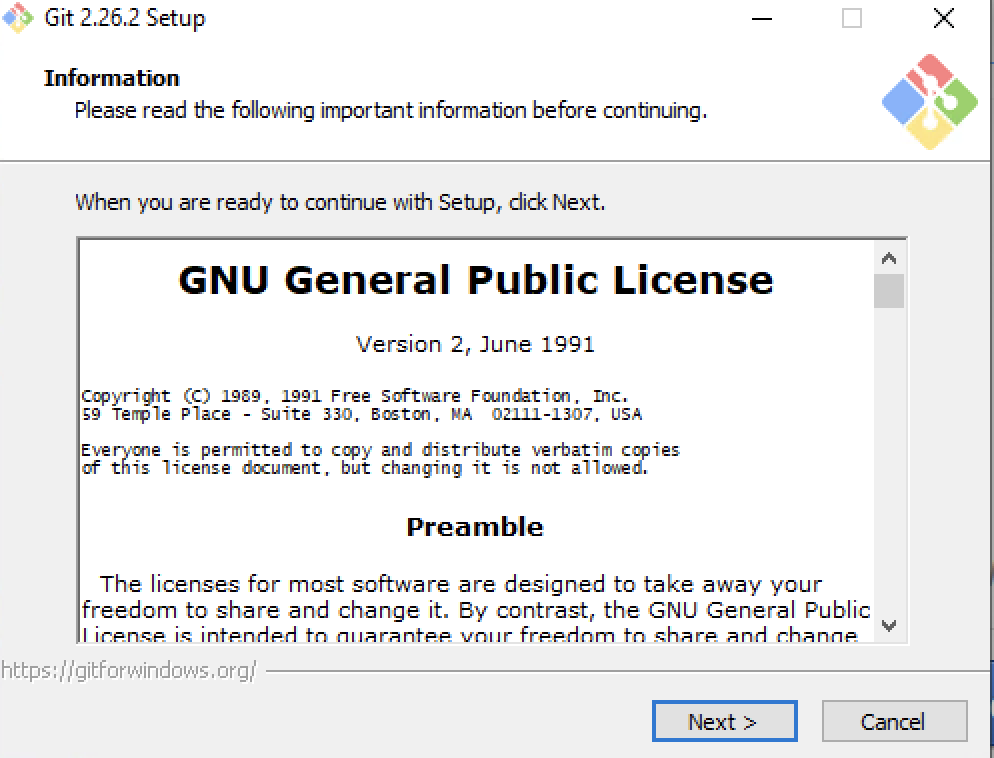 Git 2.26.2 Setup
Information
Please read the following important information before continuing.
When you are ready to continue with Setup, click Next.
GNU General Public License
Version 2, June 1991
Copyright (C) 1989, 1991 Free Software Foundation, Inc.
59 Temple Place - Suite 330, Boston, MA  02111-1307, USA
Everyone is permitted to copy and distribute verbatim copies
of this license document, but changing it is not allowed.
Preamble
The licenses for most software are designed to take away your
freedom to share and change it. By contrast, the GNU General Public
License is intended to guarantee your freedom to share and change
https://gitforwindows.org/
Next >
Cancel